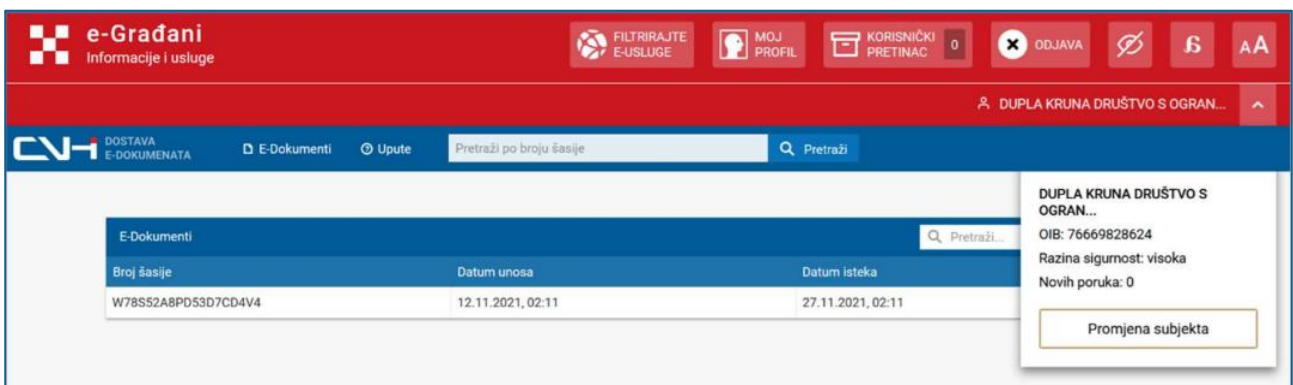 e-Građani
Informacije i usluge
FILTRIRAJTE
E-USLUGE
MOJ
PROFIL
KORISNIČKI
PRETINAC
0
ODJAVA
AA
DUPLA KRUNA DRUŠTVO S OGRAN...
DOSTAVA
E-DOKUMENATA
E-Dokumenti
Upute
Pretraži po broju šasije
Pretraži
DUPLA KRUNA DRUŠTVO S
OGRAN...
OIB: 76669828624
Razina sigurnost: visoka
Novih poruka: 0
Promjena subjekta
E-Dokumenti
Pretraži...
Broj šasije
Datum unosa
Datum isteka
W78S52A8PD53D7CD4V4
12.11.2021, 02:11
27.11.2021, 02:11